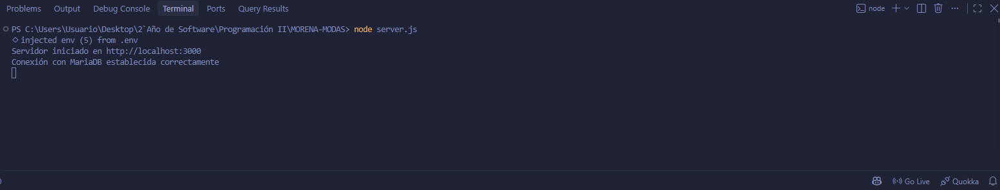 Problems Output Debug Console Terminal Ports Query Results node
PS C:\Users\Usuario\Desktop\2`Año de Software\Programación II\MORENA-MODAS> node server.js
injected env (5) from .env
Servidor iniciado en http://localhost:3000
Conexión con MariaDB establecida correctamente
Go Live Quokka